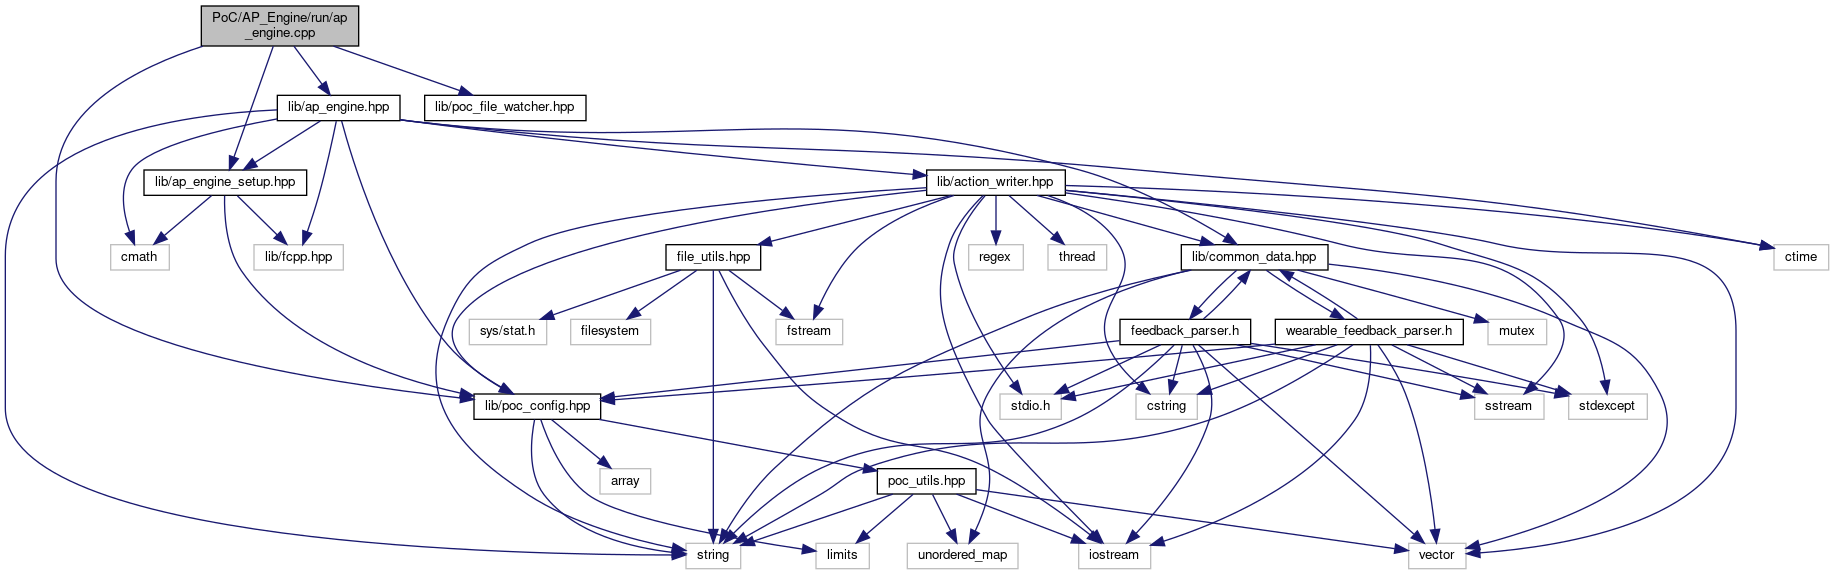 PoC/AP_Engine/run/ap
_engine.cpp
lib/ap_engine.hpp
lib/poc_file_watcher.hpp
lib/ap_engine_setup.hpp
lib/action_writer.hpp
cmath
lib/fcpp.hpp
file_utils.hpp
regex
thread
lib/common_data.hpp
ctime
sys/stat.h
filesystem
fstream
feedback_parser.h
wearable_feedback_parser.h
mutex
lib/poc_config.hpp
stdio.h
cstring
sstream
stdexcept
array
poc_utils.hpp
string
limits
unordered_map
iostream
vector